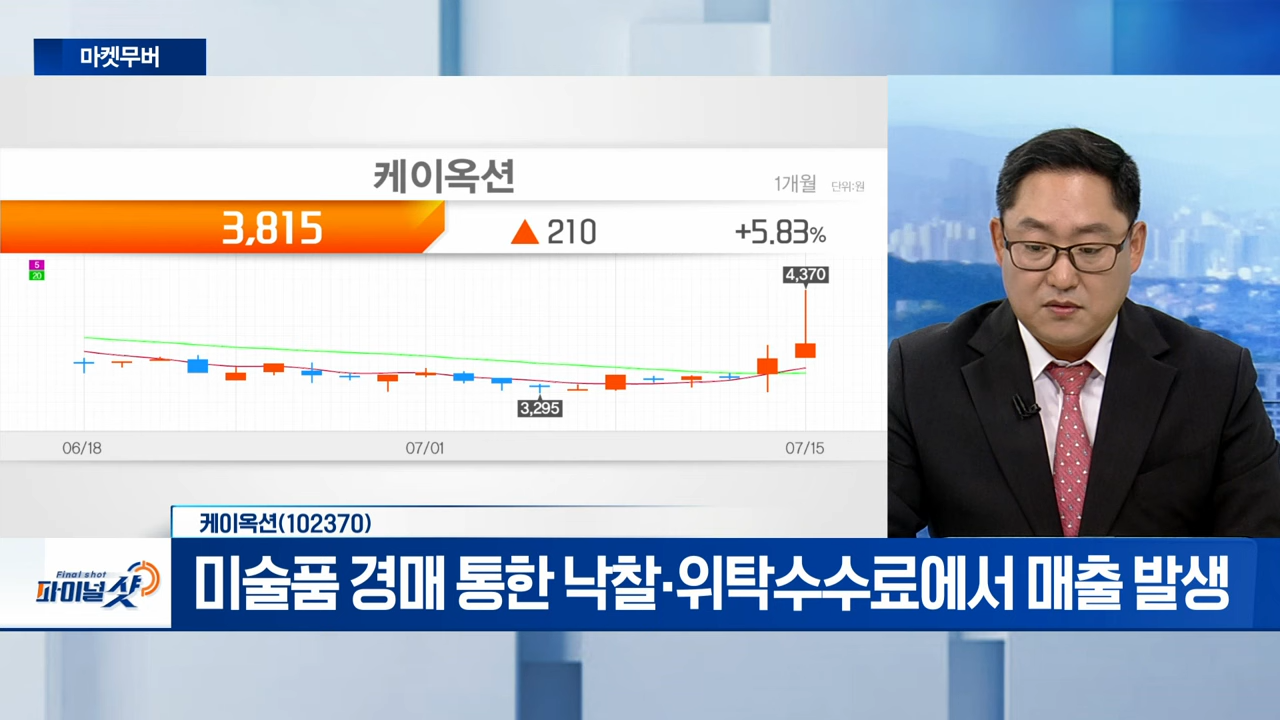 마켓무버
케이옥션
1개월 단위:원
3,815 ▲ 210 +5.83%
5
20
4,370
3,295
06/18 07/01 07/15
케이옥션(102370)
Final shot
파이널샷
미술품 경매 통한 낙찰·위탁수수료에서 매출 발생